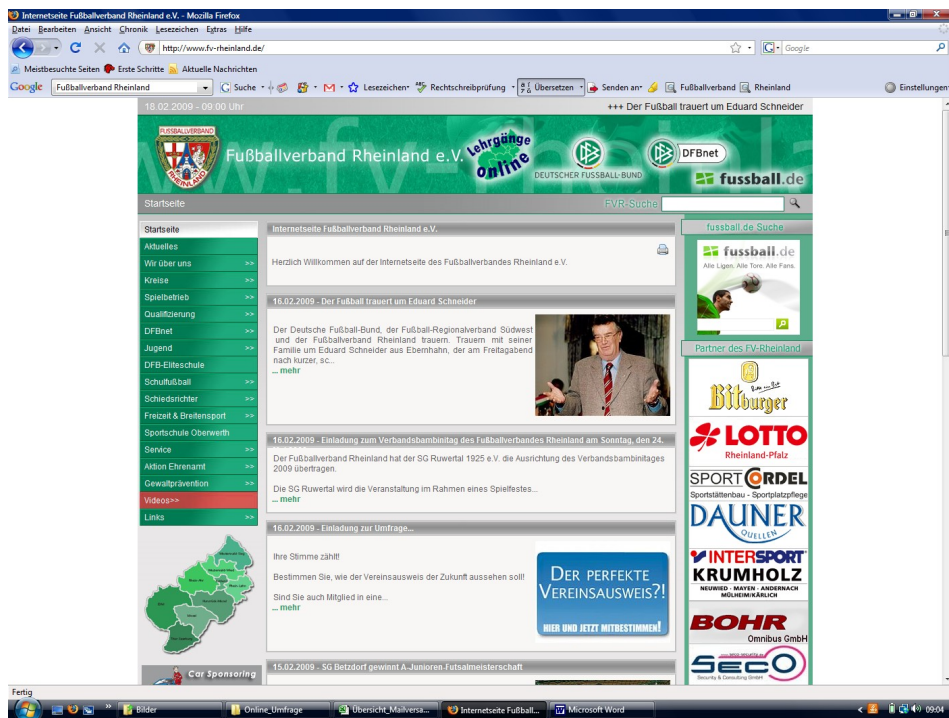 Internetseite Fußballverband Rheinland e.V. - Mozilla Firefox
Datei Bearbeiten Ansicht Chronik Lesezeichen Extras Hilfe
http://www.fv-rheinland.de/
Google
Meistbesuchte Seiten Erste Schritte Aktuelle Nachrichten
Google Fußballverband Rheinland Suche Lesezeichen Rechtschreibprüfung Übersetzen Senden an Fußballverband Rheinland Einstellungen
18.02.2009 - 09:00 Uhr
+++ Der Fußball trauert um Eduard Schneider
FUSSBALLVERBAND
RHEINLAND
Fußballverband Rheinland e.V.
Lehrgänge
online
DFB
DEUTSCHER FUSSBALL-BUND
DFB
DFBnet
fussball.de
Startseite
FVR-Suche
Startseite
Aktuelles
Wir über uns >>
Kreise >>
Spielbetrieb >>
Qualifizierung >>
DFBnet >>
Jugend >>
DFB-Eliteschule
Schulfußball >>
Schiedsrichter >>
Freizeit & Breitensport >>
Sportschule Oberwerth
Service >>
Aktion Ehrenamt >>
Gewaltprävention >>
Videos>>
Links >>
Car Sponsoring
Internetseite Fußballverband Rheinland e.V.
Herzlich Willkommen auf der Internetseite des Fußballverbandes Rheinland e.V.
16.02.2009 - Der Fußball trauert um Eduard Schneider
Der Deutsche Fußball-Bund, der Fußball-Regionalverband Südwest
und der Fußballverband Rheinland trauern. Trauern mit seiner
Familie um Eduard Schneider aus Ebernhahn, der am Freitagabend
nach kurzer, sc...
... mehr
16.02.2009 - Einladung zum Verbandsbambinitag des Fußballverbandes Rheinland am Sonntag, den 24.
Der Fußballverband Rheinland hat der SG Ruwertal 1925 e.V. die Ausrichtung des Verbandsbambinitages
2009 übertragen.
Die SG Ruwertal wird die Veranstaltung im Rahmen eines Spielfestes...
... mehr
16.02.2009 - Einladung zur Umfrage...
Ihre Stimme zählt!
Bestimmen Sie, wie der Vereinsausweis der Zukunft aussehen soll!
Sind Sie auch Mitglied in eine...
... mehr
DER PERFEKTE
VEREINSAUSWEIS?!
HIER UND JETZT MITBESTIMMEN!
15.02.2009 - SG Betzdorf gewinnt A-Junioren-Futsalmeisterschaft
fussball.de Suche
fussball.de
Alle Ligen. Alle Tore. Alle Fans.
Partner des FV-Rheinland
Bitte ein Bit
Bitburger
LOTTO
Rheinland-Pfalz
SPORT CORDEL
Sportstättenbau - Sportplatzpflege
DAUNER
QUELLEN
INTERSPORT
KRUMHOLZ
NEUWIED - MAYEN - ANDERNACH
MÜLHEIM/KÄRLICH
BOHR
Omnibus GmbH
SECO
Security & Consulting GmbH
Fertig
Bilder
Online_Umfrage
Übersicht_Mailversa...
Internetseite Fußball...
Microsoft Word
09:04